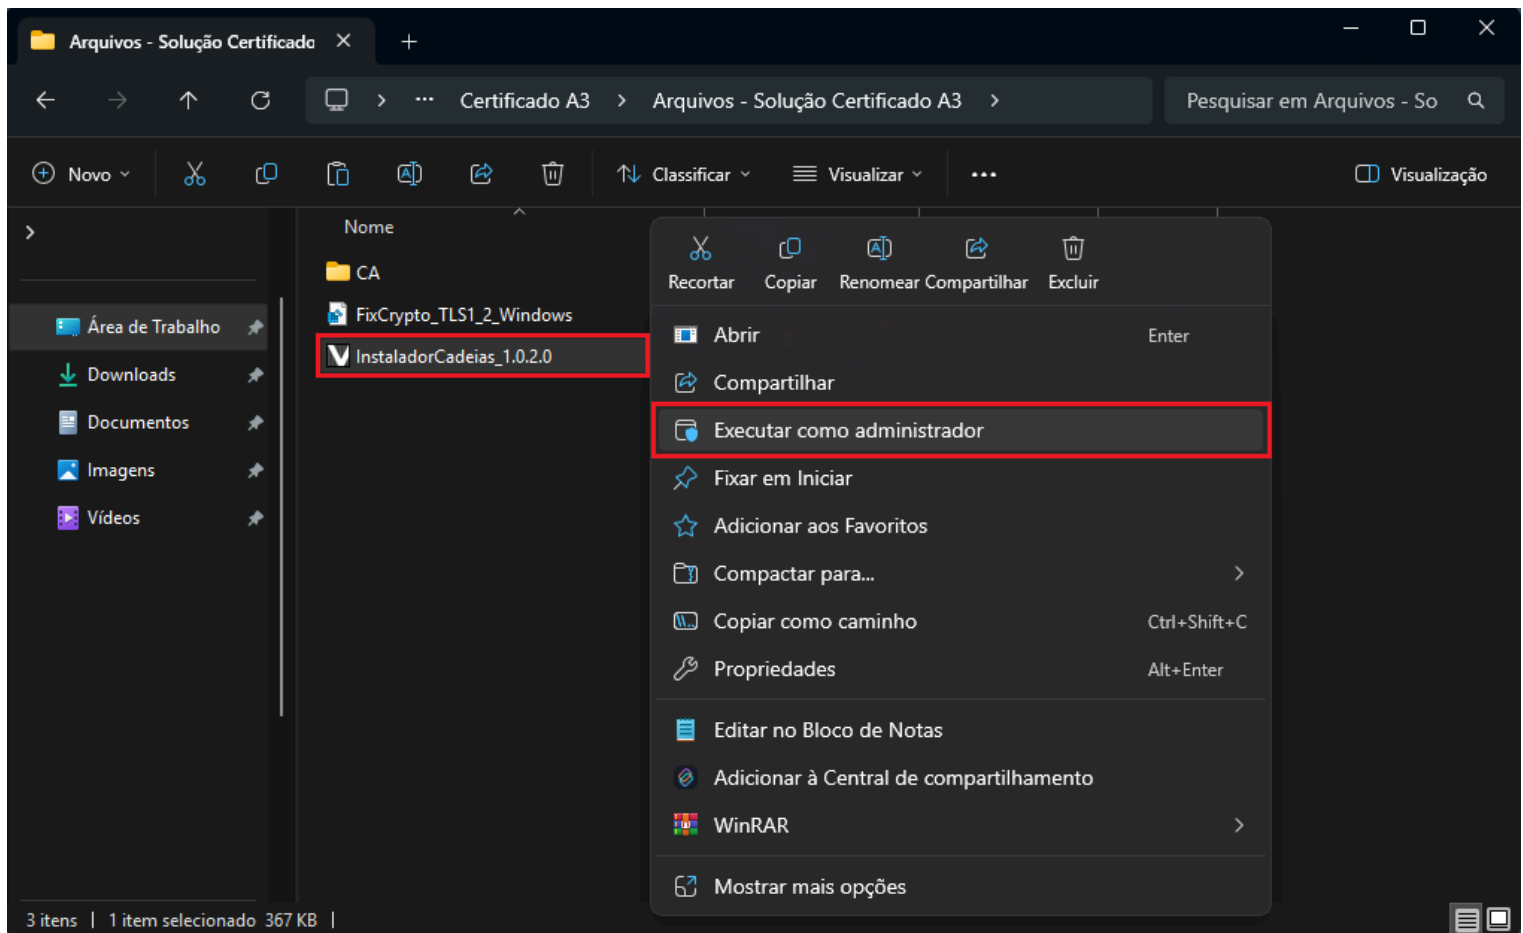 Arquivos - Solução Certificado
Certificado A3 > Arquivos - Solução Certificado A3 >
Pesquisar em Arquivos - So
Novo
Classificar
Visualizar
Visualização
Nome
CA
FixCrypto_TLS1_2_Windows
InstaladorCadeias_1.0.2.0
Área de Trabalho
Downloads
Documentos
Imagens
Vídeos
Recortar Copiar Renomear Compartilhar Excluir
Abrir Enter
Compartilhar
Executar como administrador
Fixar em Iniciar
Adicionar aos Favoritos
Compactar para...
Copiar como caminho Ctrl+Shift+C
Propriedades Alt+Enter
Editar no Bloco de Notas
Adicionar à Central de compartilhamento
WinRAR
Mostrar mais opções
3 itens | 1 item selecionado 367 KB |